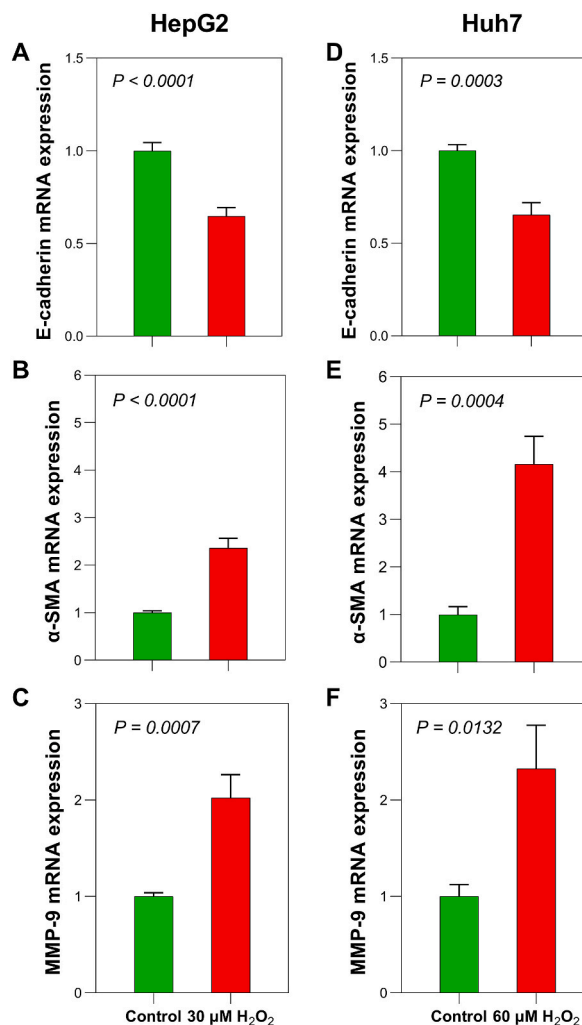 HepG2
Huh7
A
P < 0.0001
E-cadherin mRNA expression
1.5
1.0
0.5
0.0
D
P = 0.0003
E-cadherin mRNA expression
1.5
1.0
0.5
0.0
B
P < 0.0001
α-SMA mRNA expression
6
5
4
3
2
1
0
E
P = 0.0004
α-SMA mRNA expression
6
5
4
3
2
1
0
C
P = 0.0007
MMP-9 mRNA expression
3
2
1
0
Control 30 µM H₂O₂
F
P = 0.0132
MMP-9 mRNA expression
3
2
1
0
Control 60 µM H₂O₂